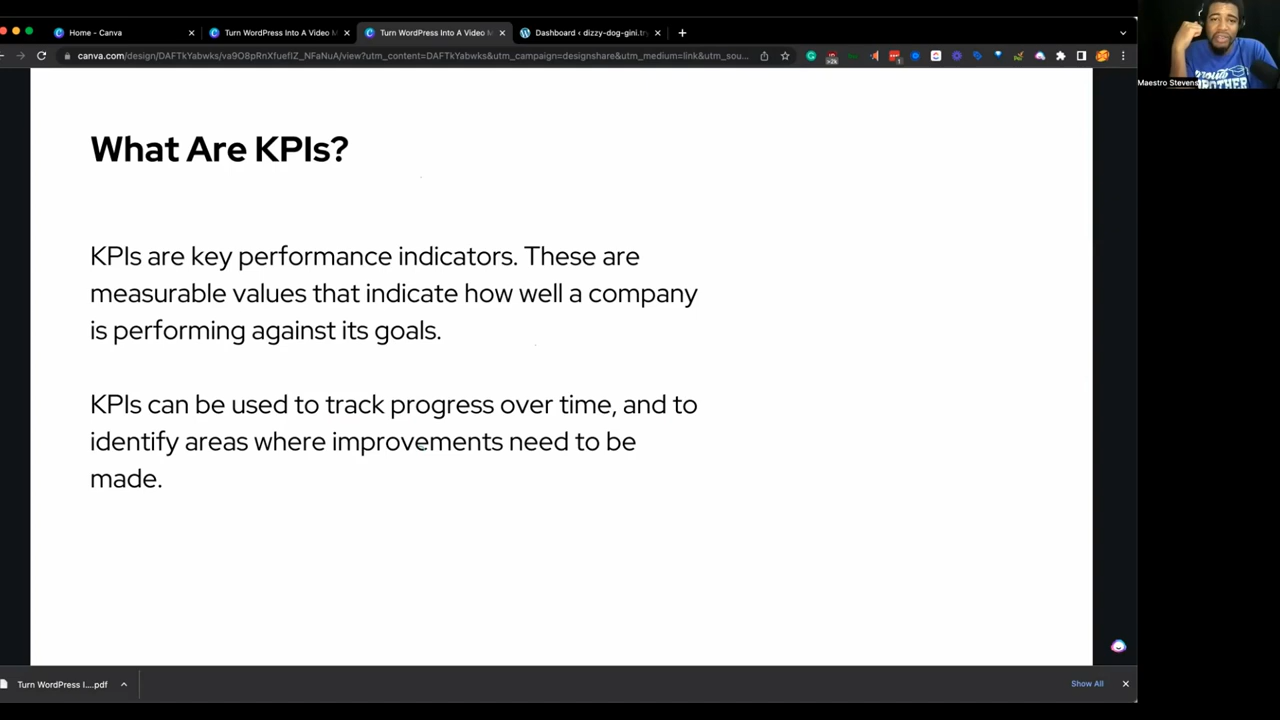 Home - Canva
Turn WordPress Into A Video M
Turn WordPress Into A Video M
Dashboard ‹ dizzy-dog-gini.try
canva.com/design/DAFTkYabwks/va9O8pRnXfuefIZ_NFaNuA/view?utm_content=DAFTkYabwks&utm_campaign=designshare&utm_medium=link&utm_sou...
Maestro Stevens
What Are KPIs?
KPIs are key performance indicators. These are
measurable values that indicate how well a company
is performing against its goals.
KPIs can be used to track progress over time, and to
identify areas where improvements need to be
made.
Turn WordPress I....pdf
Show All